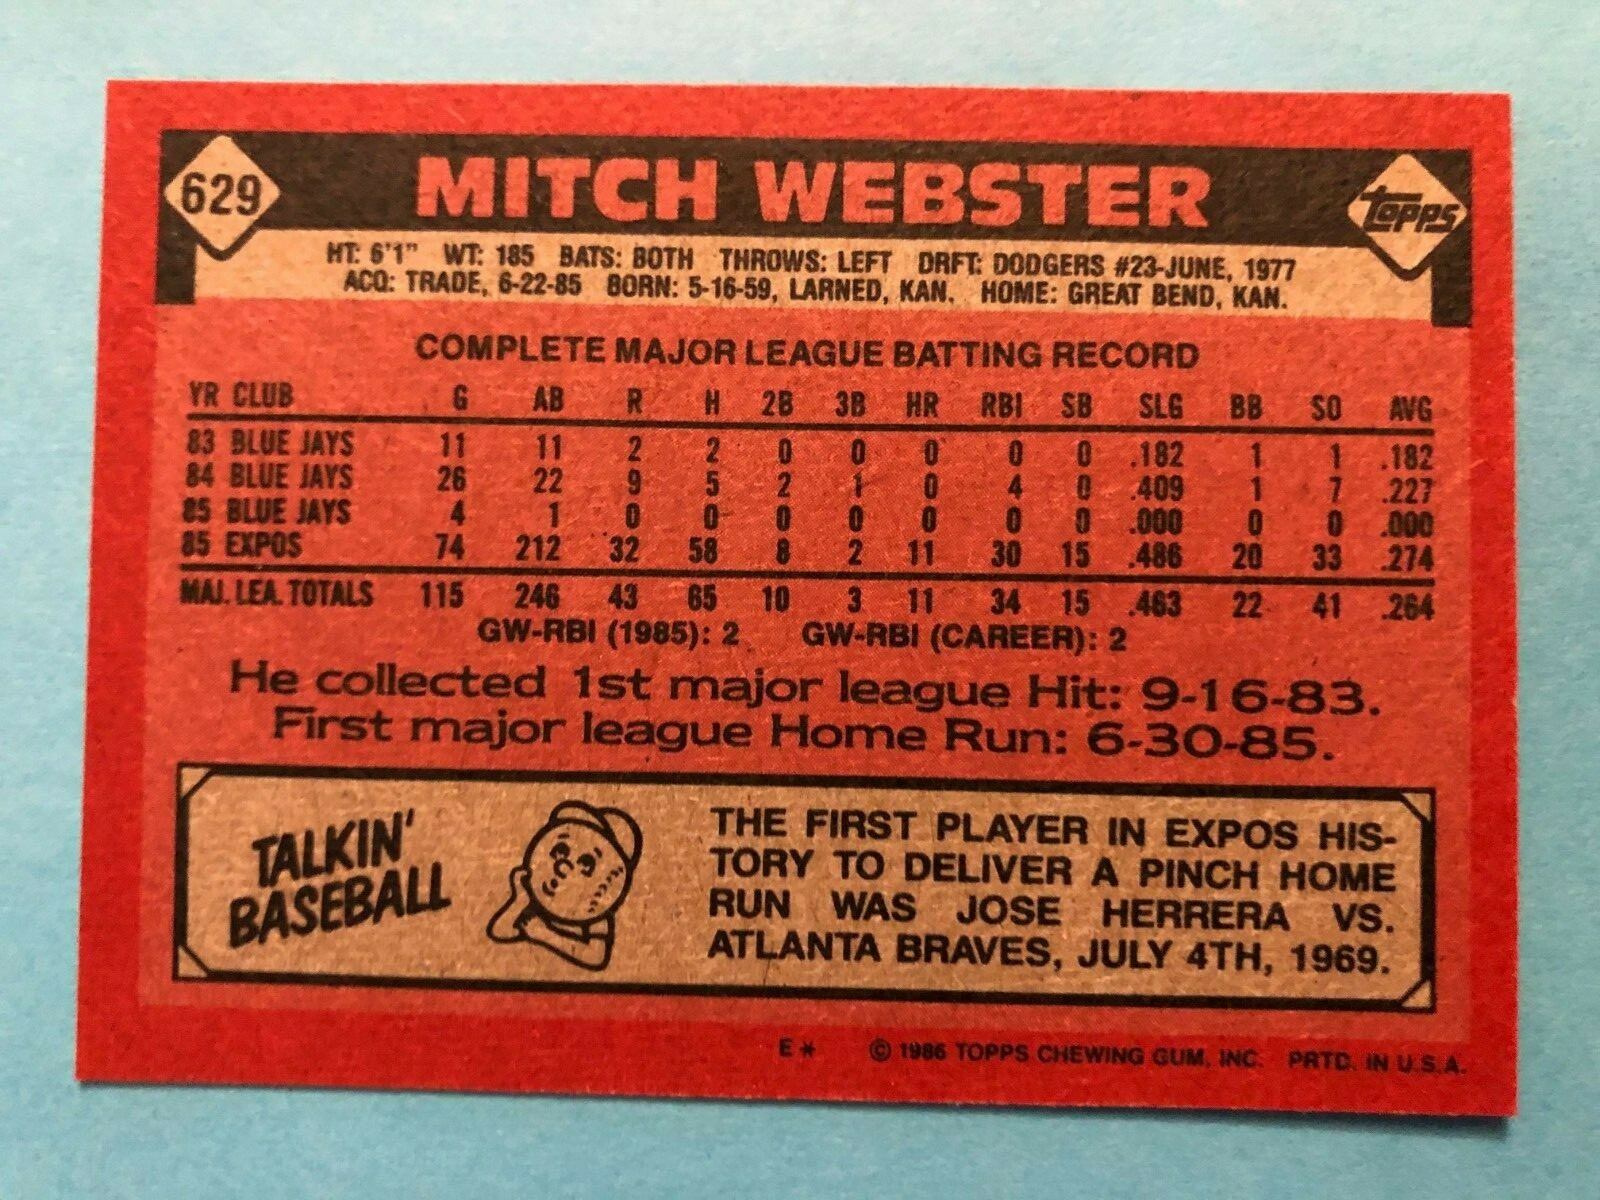 629
MITCH WEBSTER
Topps
HT: 6'1" WT: 185 BATS: BOTH THROWS: LEFT DRFT: DODGERS #23-JUNE, 1977
ACQ: TRADE, 6-22-85 BORN: 5-16-59, LARNED, KAN. HOME: GREAT BEND, KAN.
COMPLETE MAJOR LEAGUE BATTING RECORD
YR CLUB G AB R H 2B 3B HR RBI SB SLG BB SO AVG
83 BLUE JAYS 11 11 2 2 0 0 0 0 0 .182 1 1 .182
84 BLUE JAYS 26 22 9 5 2 1 0 4 0 .409 1 7 .227
85 BLUE JAYS 4 1 0 0 0 0 0 0 0 .000 0 0 .000
85 EXPOS 74 212 32 58 8 2 11 30 15 .486 20 33 .274
MAJ. LEA. TOTALS 115 246 43 65 10 3 11 34 15 .463 22 41 .264
GW-RBI (1985): 2 GW-RBI (CAREER): 2
He collected 1st major league Hit: 9-16-83.
First major league Home Run: 6-30-85.
TALKIN'
BASEBALL
THE FIRST PLAYER IN EXPOS HIS-
TORY TO DELIVER A PINCH HOME
RUN WAS JOSE HERRERA VS.
ATLANTA BRAVES, JULY 4TH, 1969.
E* © 1986 TOPPS CHEWING GUM, INC. PRTD. IN U.S.A.